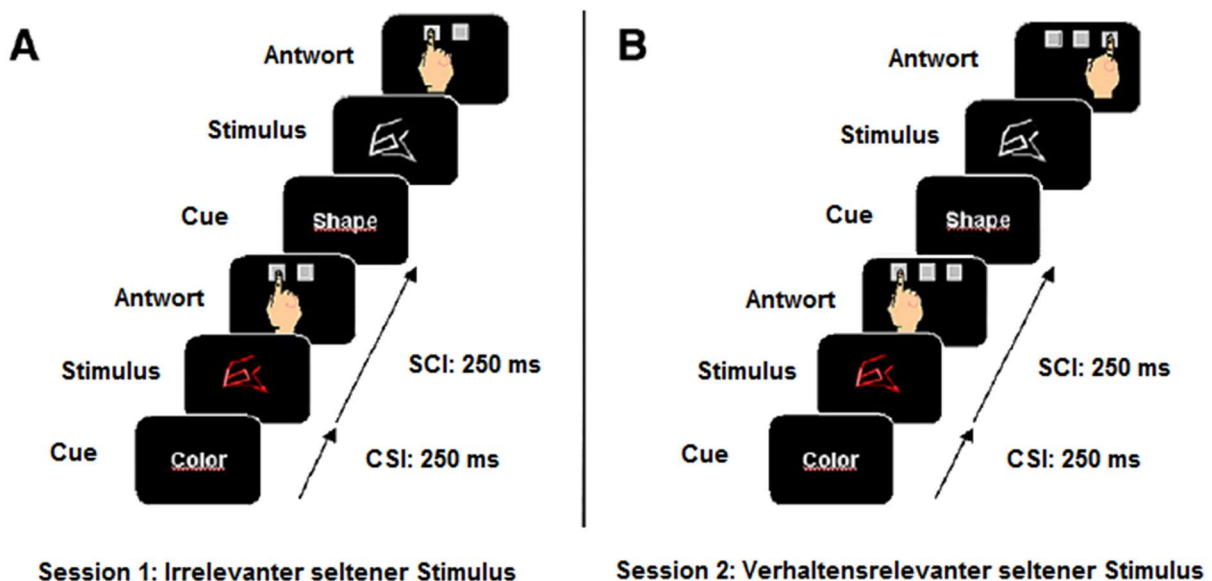 A
Antwort
Stimulus
Cue
Shape
Antwort
Stimulus
SCI: 250 ms
Cue
Color
CSI: 250 ms
Session 1: Irrelevanter seltener Stimulus
B
Antwort
Stimulus
Cue
Shape
Antwort
Stimulus
SCI: 250 ms
Cue
Color
CSI: 250 ms
Session 2: Verhaltensrelevanter seltener Stimulus